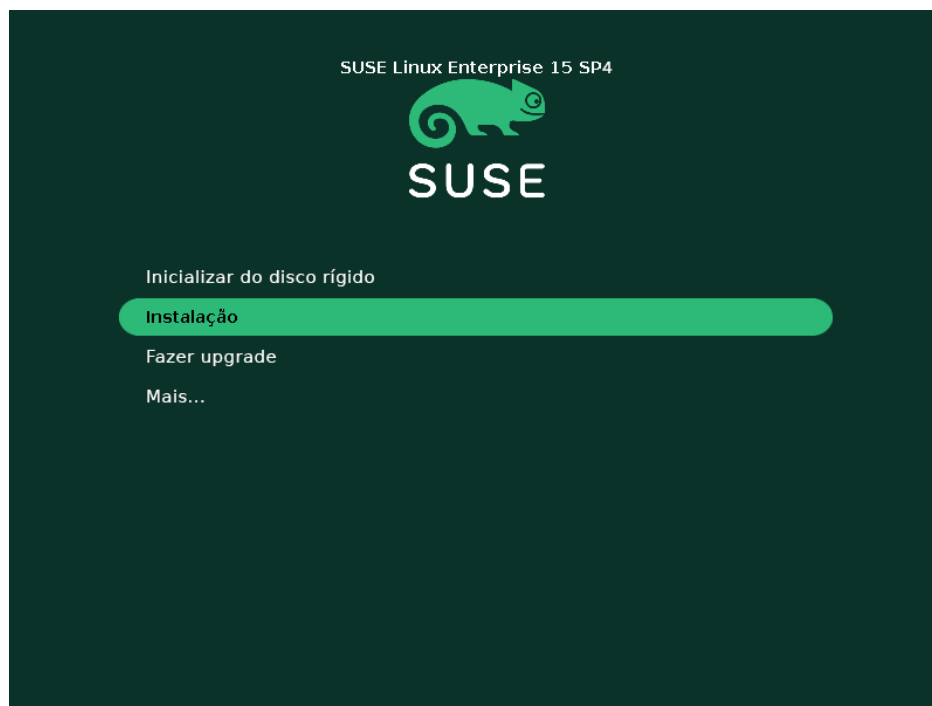 SUSE Linux Enterprise 15 SP4
SUSE
Inicializar do disco rígido
Instalação
Fazer upgrade
Mais...